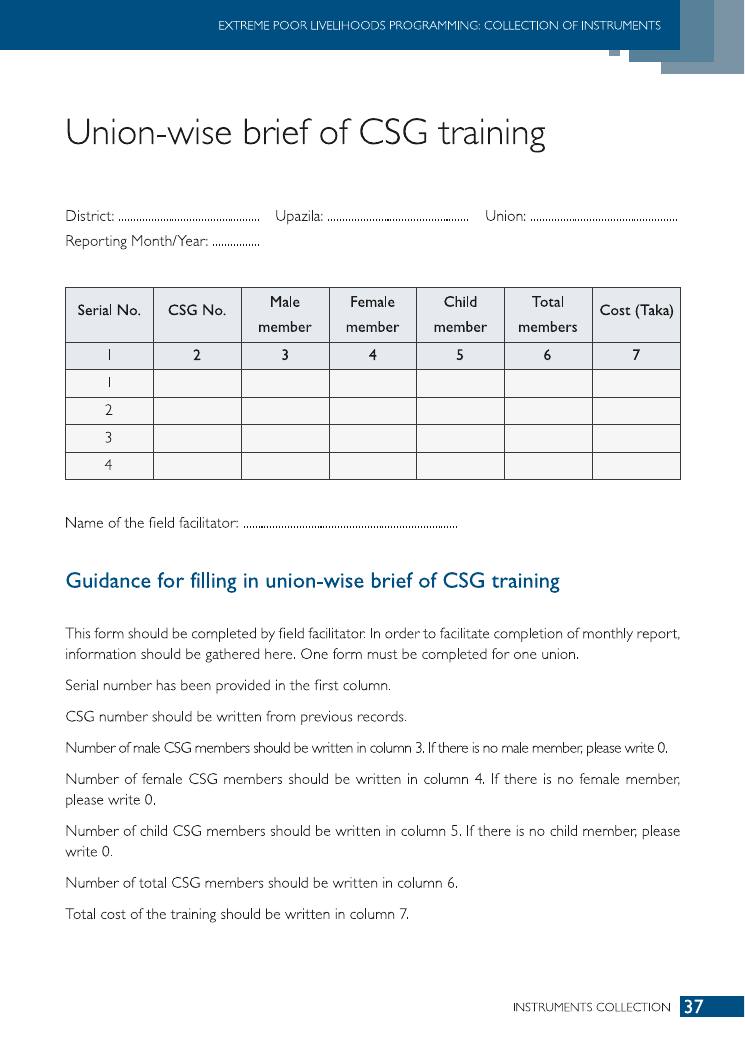 EXTREME POOR LIVELIHOODS PROGRAMMING: COLLECTION OF INSTRUMENTS
Union-wise brief of CSG training
District: ................................................ Upazila: ................................................ Union: ..................................................
Reporting Month/Year: ................
Serial No. CSG No. Male member Female member Child member Total members Cost (Taka)
1 2 3 4 5 6 7
1
2
3
4
Name of the field facilitator: .........................................................................
Guidance for filling in union-wise brief of CSG training
This form should be completed by field facilitator. In order to facilitate completion of monthly report,
information should be gathered here. One form must be completed for one union.
Serial number has been provided in the first column.
CSG number should be written from previous records.
Number of male CSG members should be written in column 3. If there is no male member, please write 0.
Number of female CSG members should be written in column 4. If there is no female member,
please write 0.
Number of child CSG members should be written in column 5. If there is no child member, please
write 0.
Number of total CSG members should be written in column 6.
Total cost of the training should be written in column 7.
INSTRUMENTS COLLECTION 37